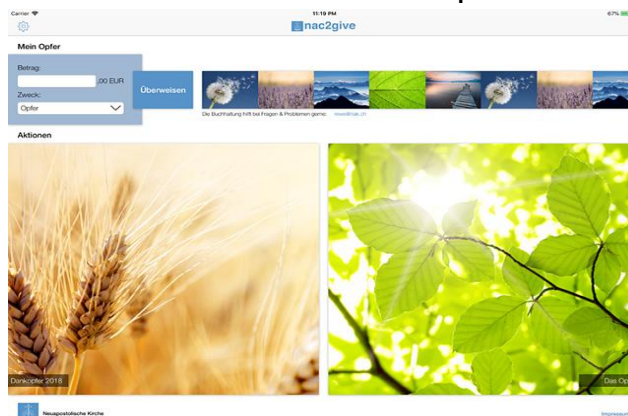 Carrier
11:19 PM
67%
nac2give
Mein Opfer
Betrag:
,00 EUR
Zweck:
Opfer
Überweisen
Die Buchhaltung hilft bei Fragen & Problemen gerne:
Aktionen
Dankopfer 2018
Das Op
Neuapostolische Kirche
Impressum